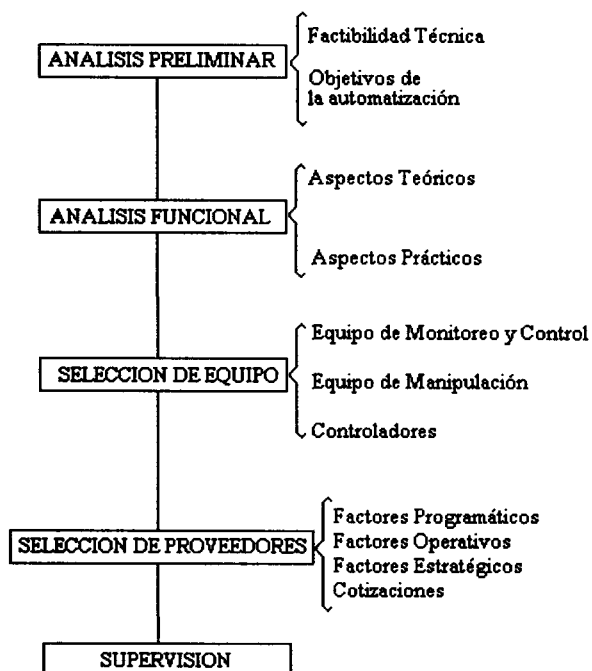 ANALISIS PRELIMINAR
Factibilidad Técnica
Objetivos de
la automatización
ANALISIS FUNCIONAL
Aspectos Teóricos
Aspectos Prácticos
SELECCION DE EQUIPO
Equipo de Monitoreo y Control
Equipo de Manipulación
Controladores
SELECCION DE PROVEEDORES
Factores Programáticos
Factores Operativos
Factores Estratégicos
Cotizaciones
SUPERVISION